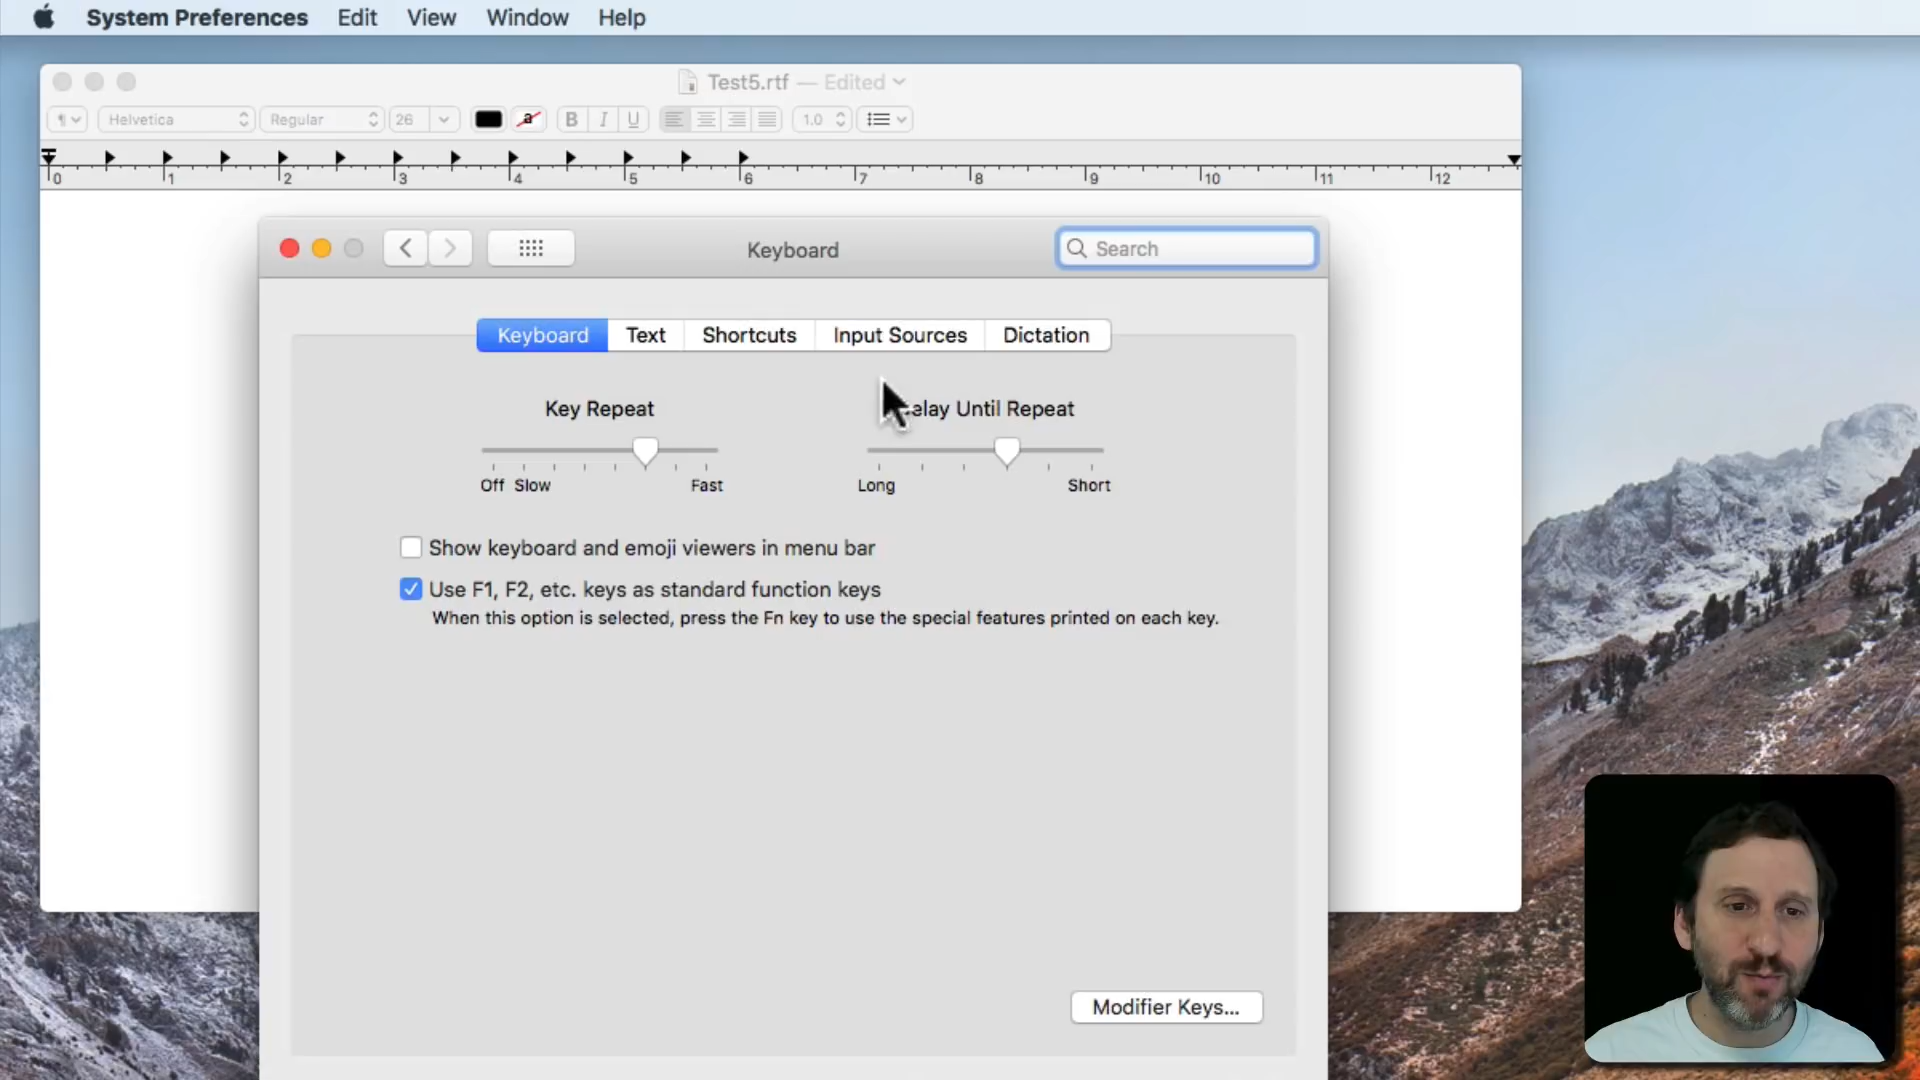 System Preferences Edit View Window Help
Test5.rtf — Edited
¶ Helvetica Regular 26 a B I U 1.0
0 1 2 3 4 5 6 7 8 9 10 11 12
Keyboard Search
Keyboard Text Shortcuts Input Sources Dictation
Key Repeat elay Until Repeat
Off Slow Fast Long Short
Show keyboard and emoji viewers in menu bar
Use F1, F2, etc. keys as standard function keys
When this option is selected, press the Fn key to use the special features printed on each key.
Modifier Keys...